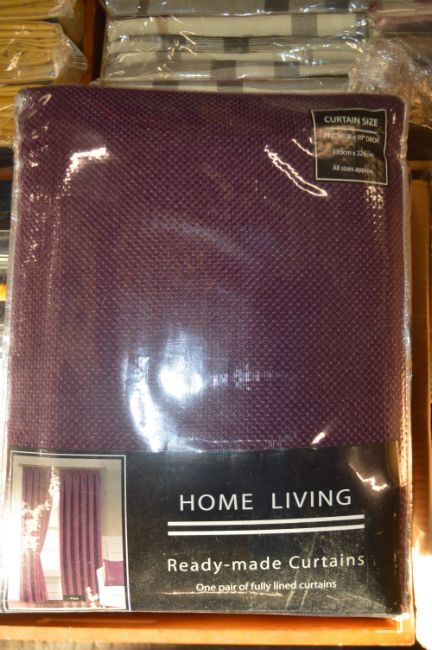 CURTAIN SIZE
All sizes approx.
HOME LIVING
Ready-made Curtains
One pair of fully lined curtains